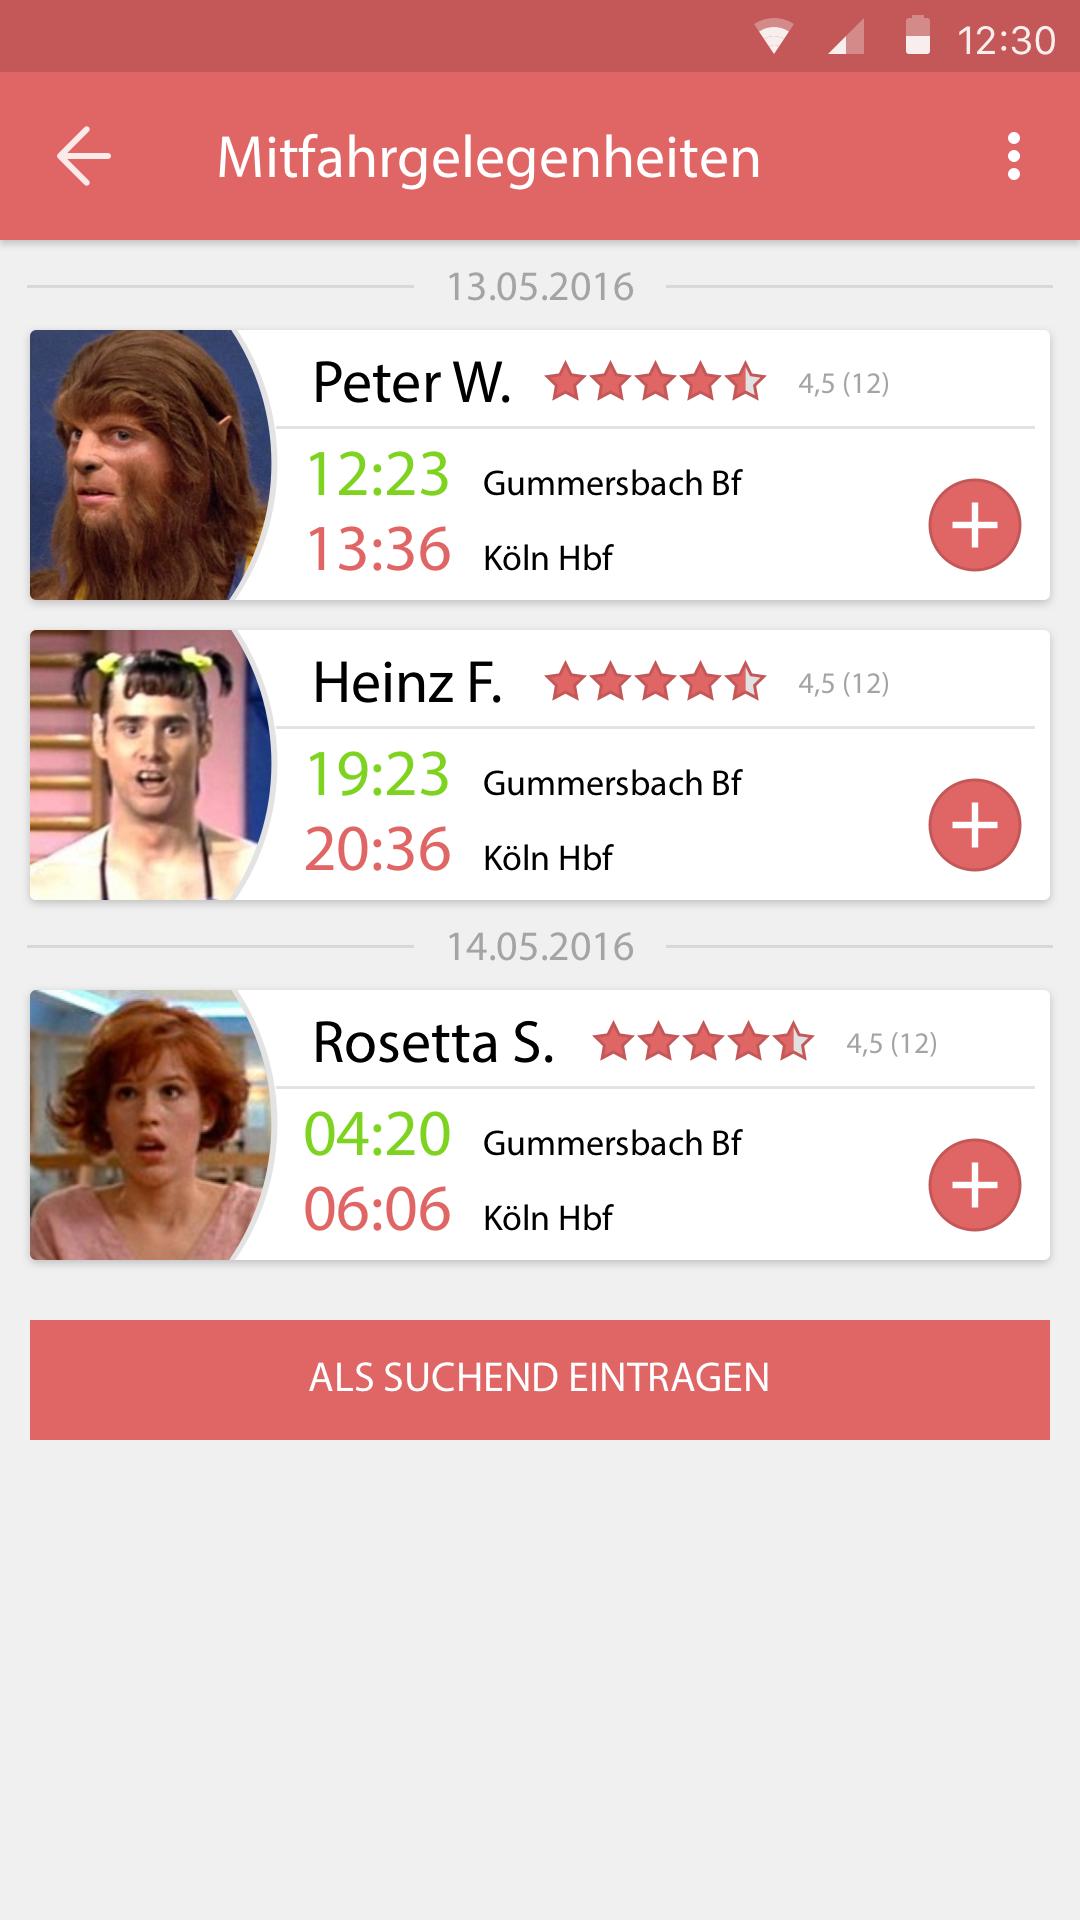 12:30
Mitfahrgelegenheiten
13.05.2016
Peter W. 4,5 (12)
12:23 Gummersbach Bf
13:36 Köln Hbf
Heinz F. 4,5 (12)
19:23 Gummersbach Bf
20:36 Köln Hbf
14.05.2016
Rosetta S. 4,5 (12)
04:20 Gummersbach Bf
06:06 Köln Hbf
ALS SUCHEND EINTRAGEN